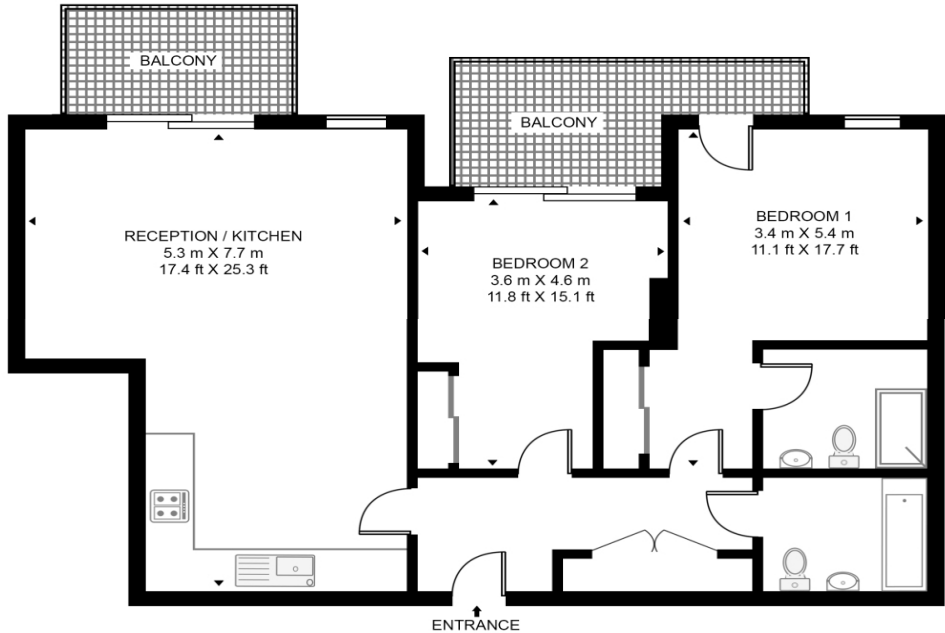 BALCONY
BALCONY
RECEPTION / KITCHEN
5.3 m X 7.7 m
17.4 ft X 25.3 ft
BEDROOM 2
3.6 m X 4.6 m
11.8 ft X 15.1 ft
BEDROOM 1
3.4 m X 5.4 m
11.1 ft X 17.7 ft
ENTRANCE